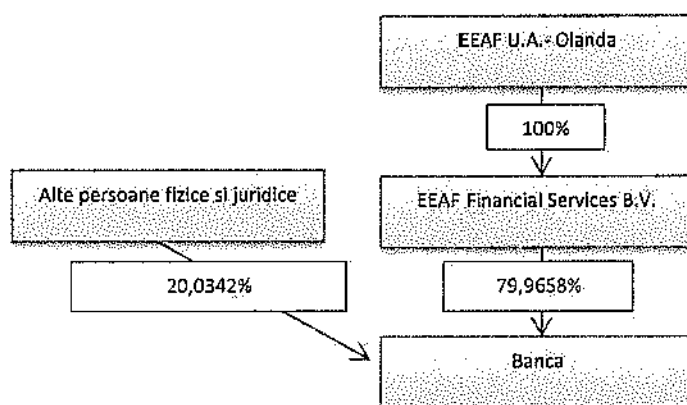 EEAF U.A.- Olanda
100%
Alte persoane fizice si juridice
EEAF Financial Services B.V.
20,0342%
79,9658%
Banca